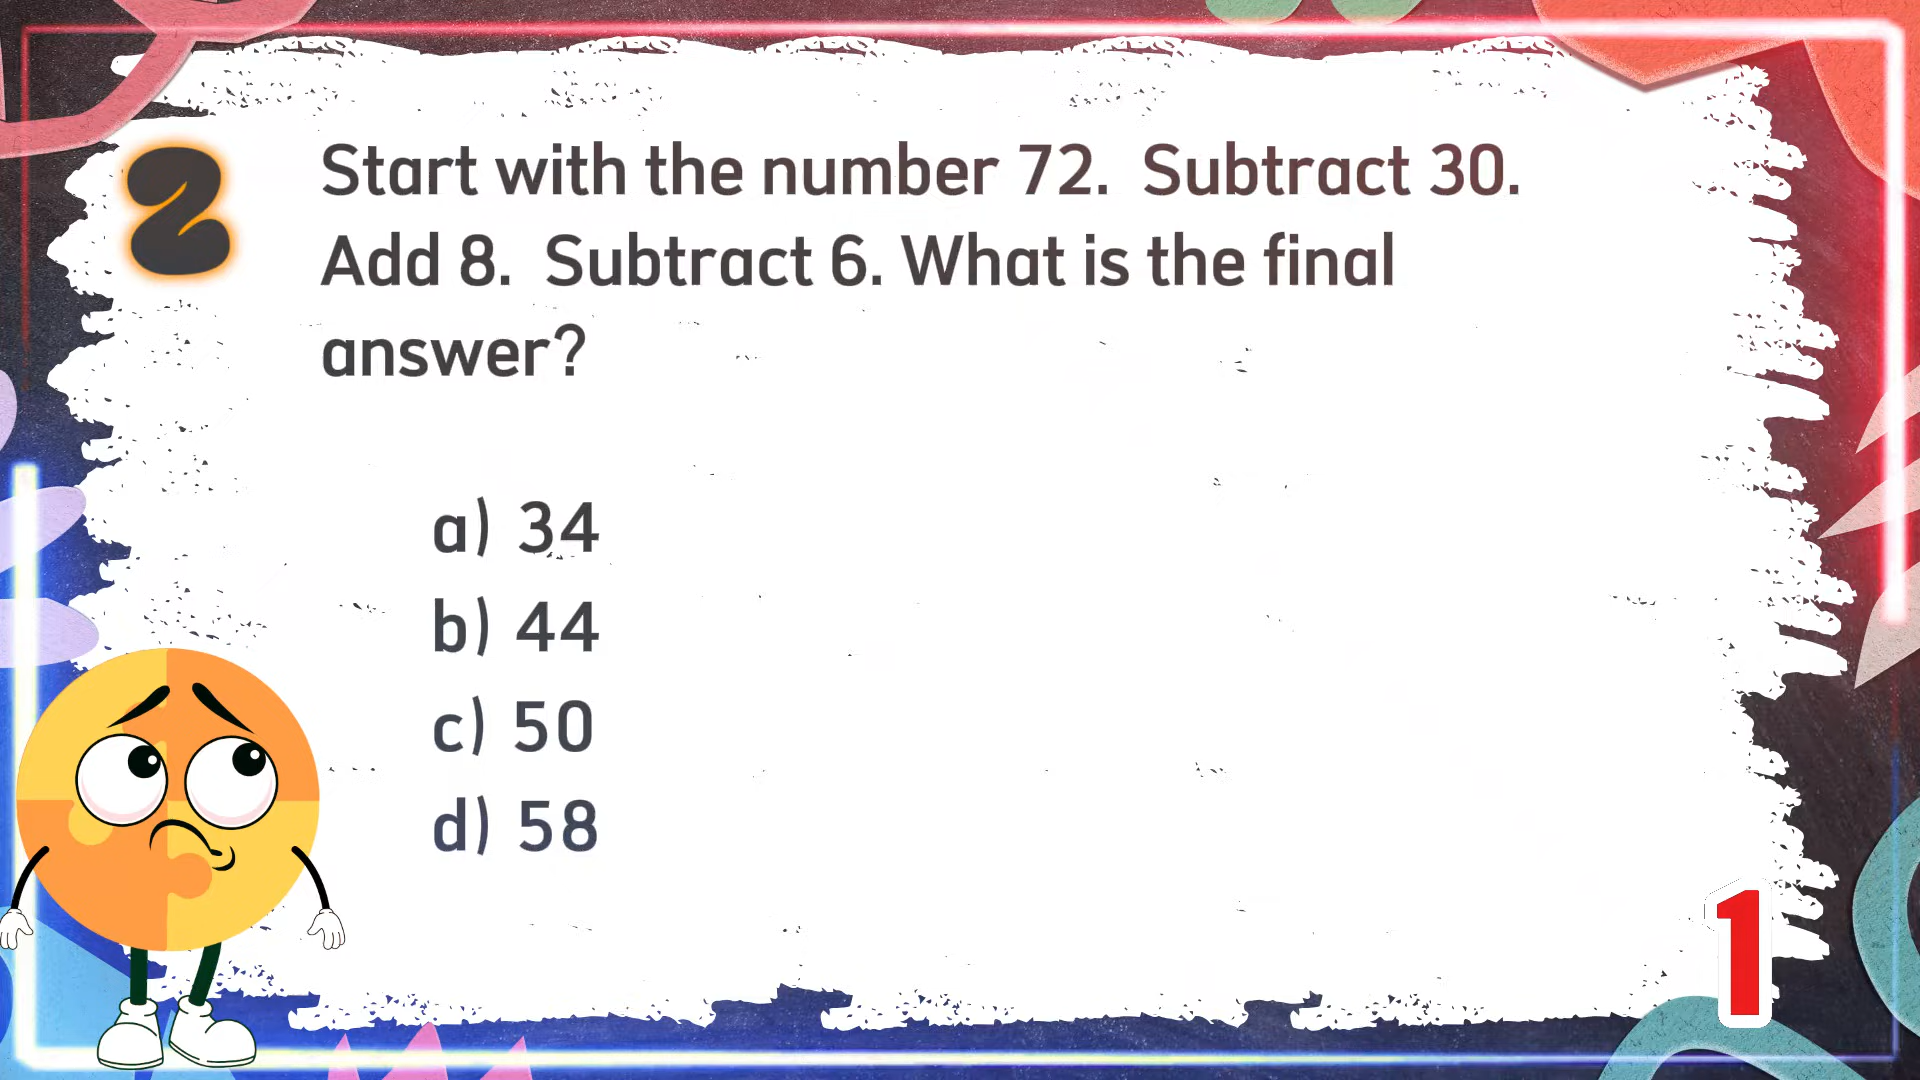 2
Start with the number 72. Subtract 30.
Add 8. Subtract 6. What is the final
answer?
a) 34
b) 44
c) 50
d) 58
1